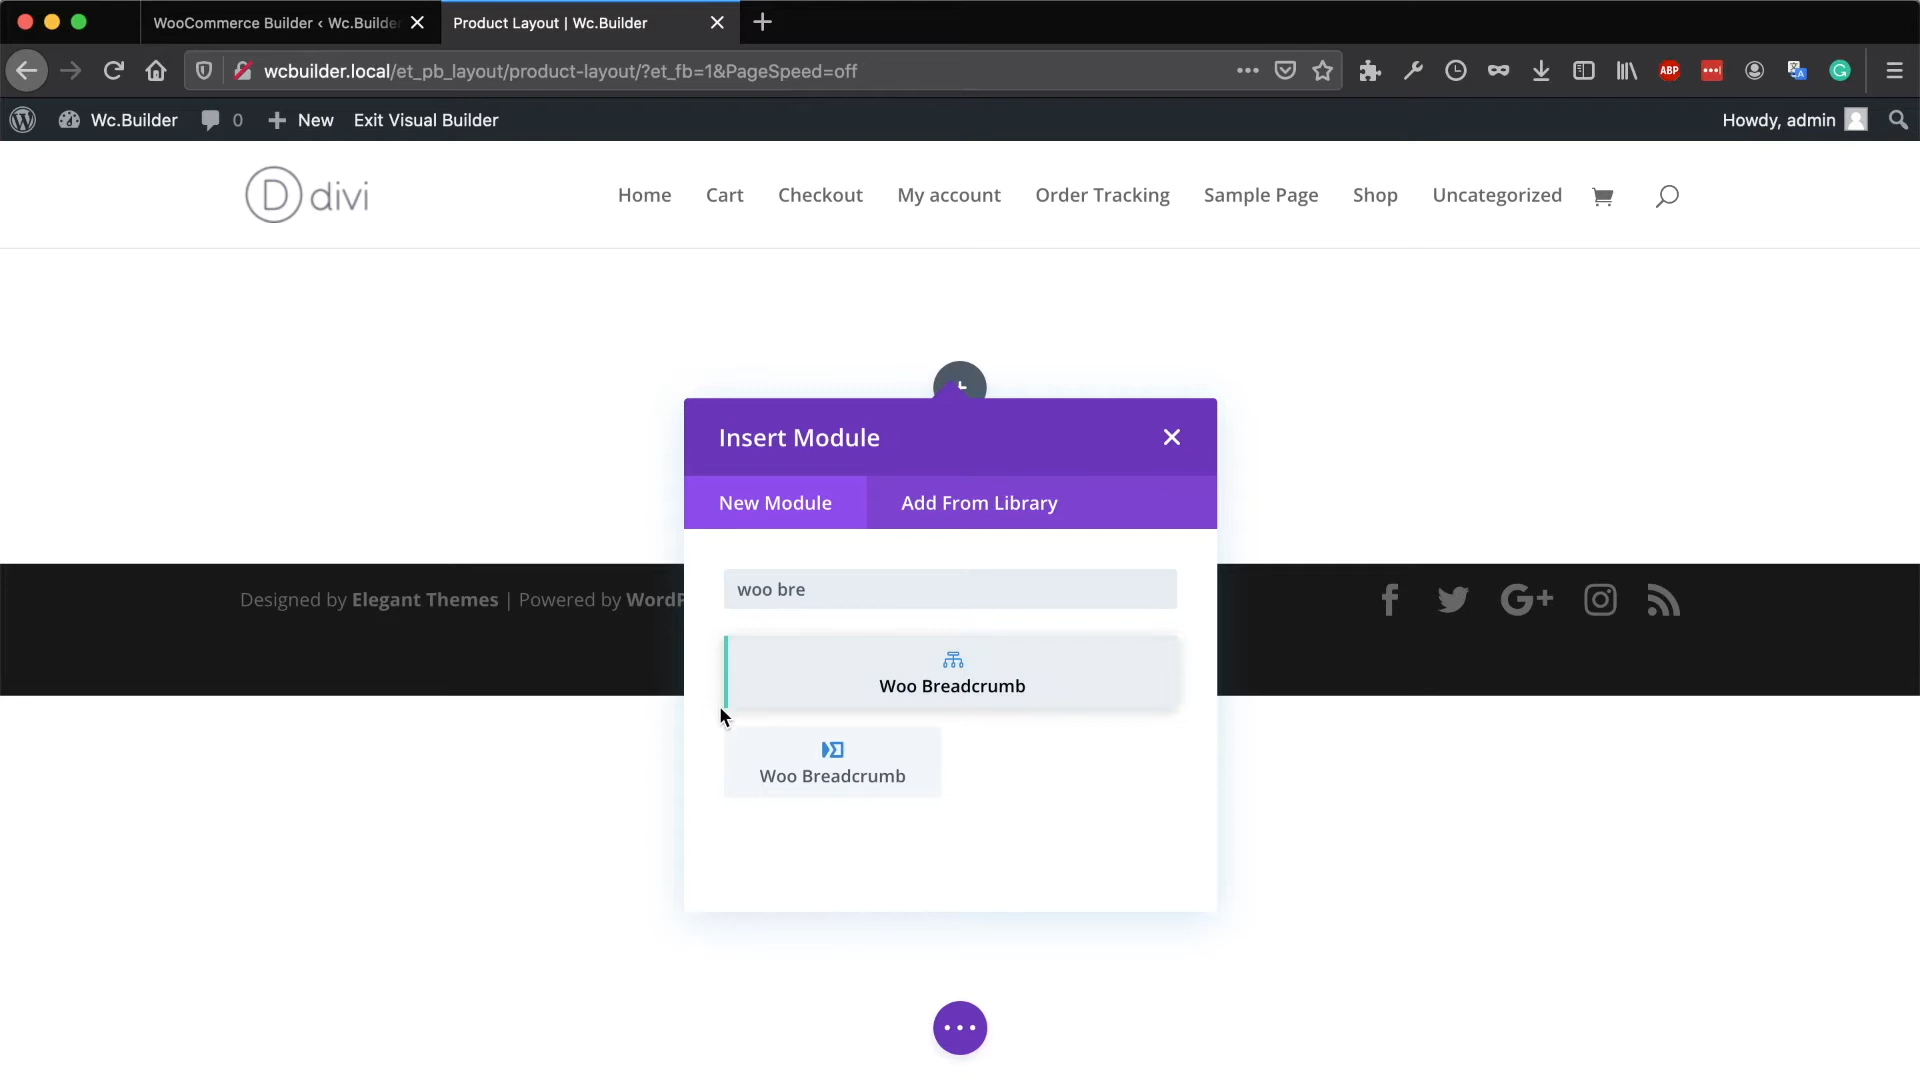 WooCommerce Builder ‹ Wc.Builder
Product Layout | Wc.Builder
wcbuilder.local/et_pb_layout/product-layout/?et_fb=1&PageSpeed=off
ABP
Wc.Builder
0
New
Exit Visual Builder
Howdy, admin
D divi
Home
Cart
Checkout
My account
Order Tracking
Sample Page
Shop
Uncategorized
Insert Module
New Module
Add From Library
woo bre
Designed by Elegant Themes | Powered by WordP
Woo Breadcrumb
Woo Breadcrumb